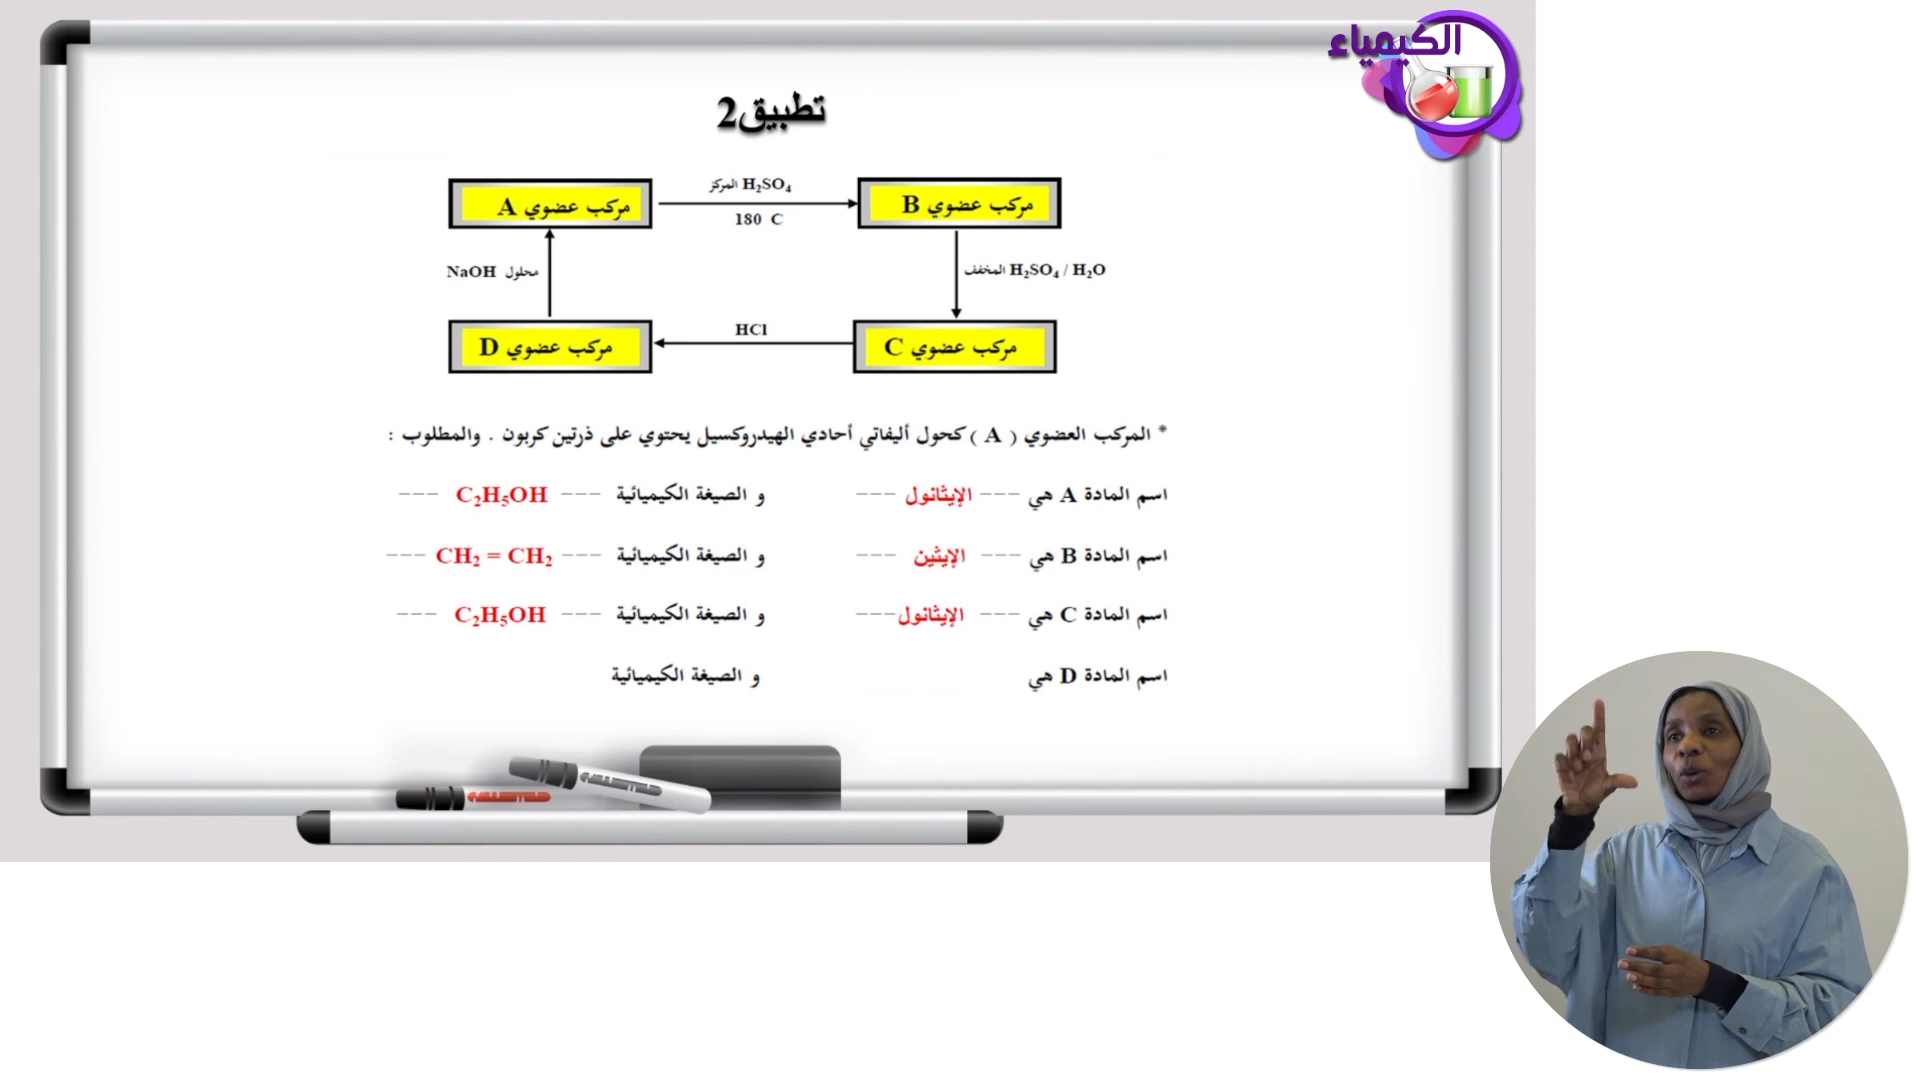 الكيمياء
تطبيق2
مركب عضوي A
H₂SO₄ المركز
180 C
مركب عضوي B
محلول NaOH
H₂SO₄ / H₂O المخفف
مركب عضوي D
HCl
مركب عضوي C
* المركب العضوي ( A ) كحول أليفاتي أحادي الهيدروكسيل يحتوي على ذرتين كربون . والمطلوب :
اسم المادة A هي --- الإيثانول --- و الصيغة الكيميائية --- C₂H₅OH ---
اسم المادة B هي --- الإيثين --- و الصيغة الكيميائية --- CH₂ = CH₂ ---
اسم المادة C هي --- الإيثانول --- و الصيغة الكيميائية --- C₂H₅OH ---
اسم المادة D هي و الصيغة الكيميائية